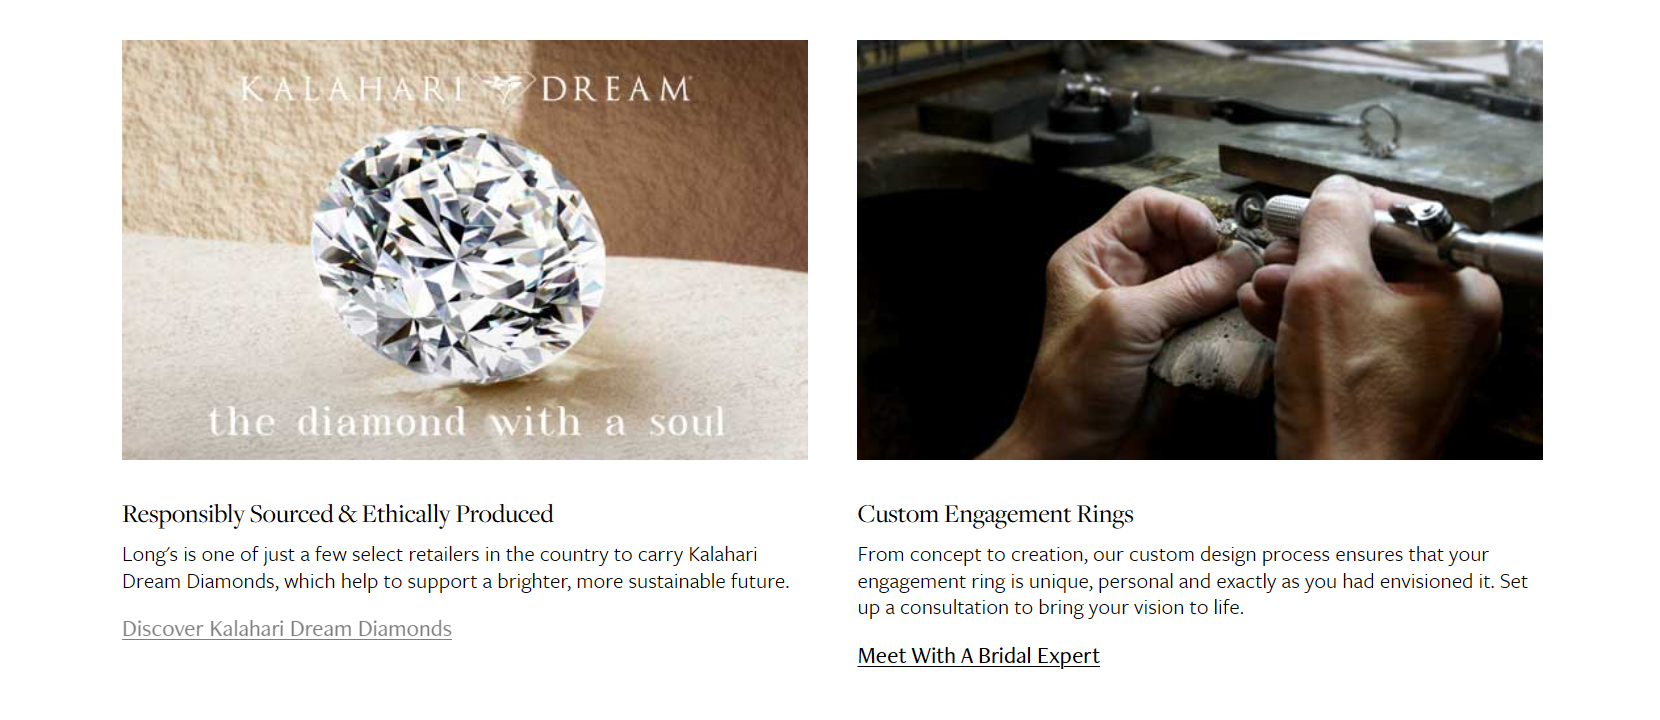 KALAHARI DREAM
the diamond with a soul
Responsibly Sourced & Ethically Produced
Long's is one of just a few select retailers in the country to carry Kalahari
Dream Diamonds, which help to support a brighter, more sustainable future.
Discover Kalahari Dream Diamonds
Custom Engagement Rings
From concept to creation, our custom design process ensures that your
engagement ring is unique, personal and exactly as you had envisioned it. Set
up a consultation to bring your vision to life.
Meet With A Bridal Expert